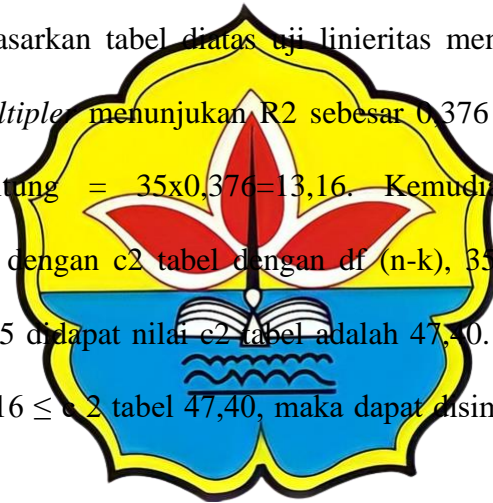 asarkan tabel diatas uji linieritas men
ltiplier menunjukan R2 sebesar 0,376
tung = 35x0,376=13,16. Kemudi
dengan c2 tabel dengan df (n-k), 35
5 didapat nilai c2 tabel adalah 47,40.
16 ≤ c 2 tabel 47,40, maka dapat disim